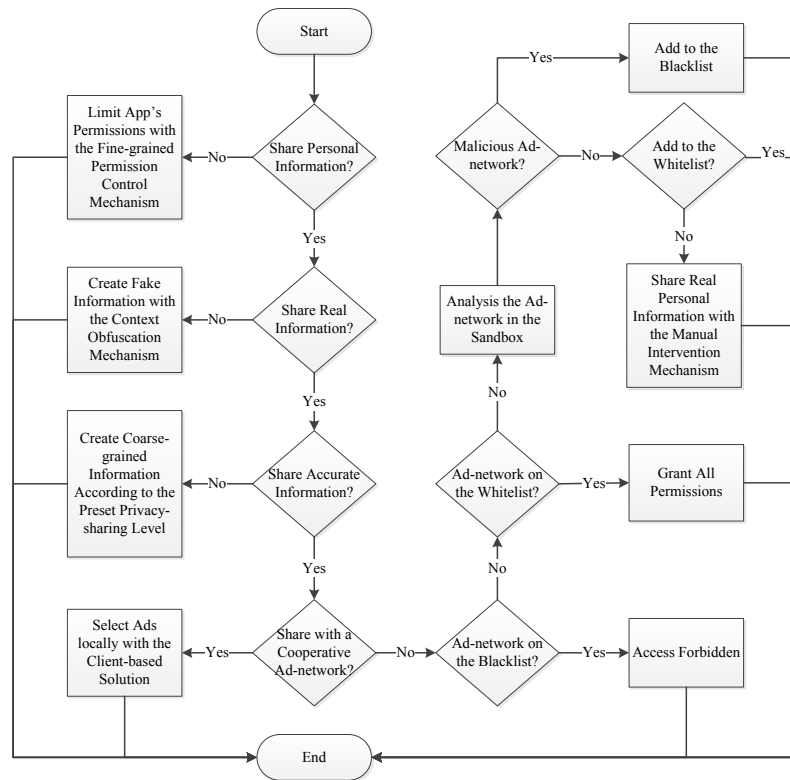 Start
Share Personal
Information?
No
Limit App's
Permissions with
the Fine-grained
Permission
Control
Mechanism
Yes
Share Real
Information?
No
Create Fake
Information with
the Context
Obfuscation
Mechanism
Yes
Share Accurate
Information?
No
Create Coarse-
grained
Information
According to the
Preset Privacy-
sharing Level
Yes
Share with a
Cooperative
Ad-network?
Yes
Select Ads
locally with the
Client-based
Solution
No
Ad-network on
the Blacklist?
Yes
Access Forbidden
No
Ad-network on
the Whitelist?
Yes
Grant All
Permissions
No
Analysis the Ad-
network in the
Sandbox
Malicious Ad-
network?
Yes
Add to the
Blacklist
No
Add to the
Whitelist?
Yes
No
Share Real
Personal
Information with
the Manual
Intervention
Mechanism
End